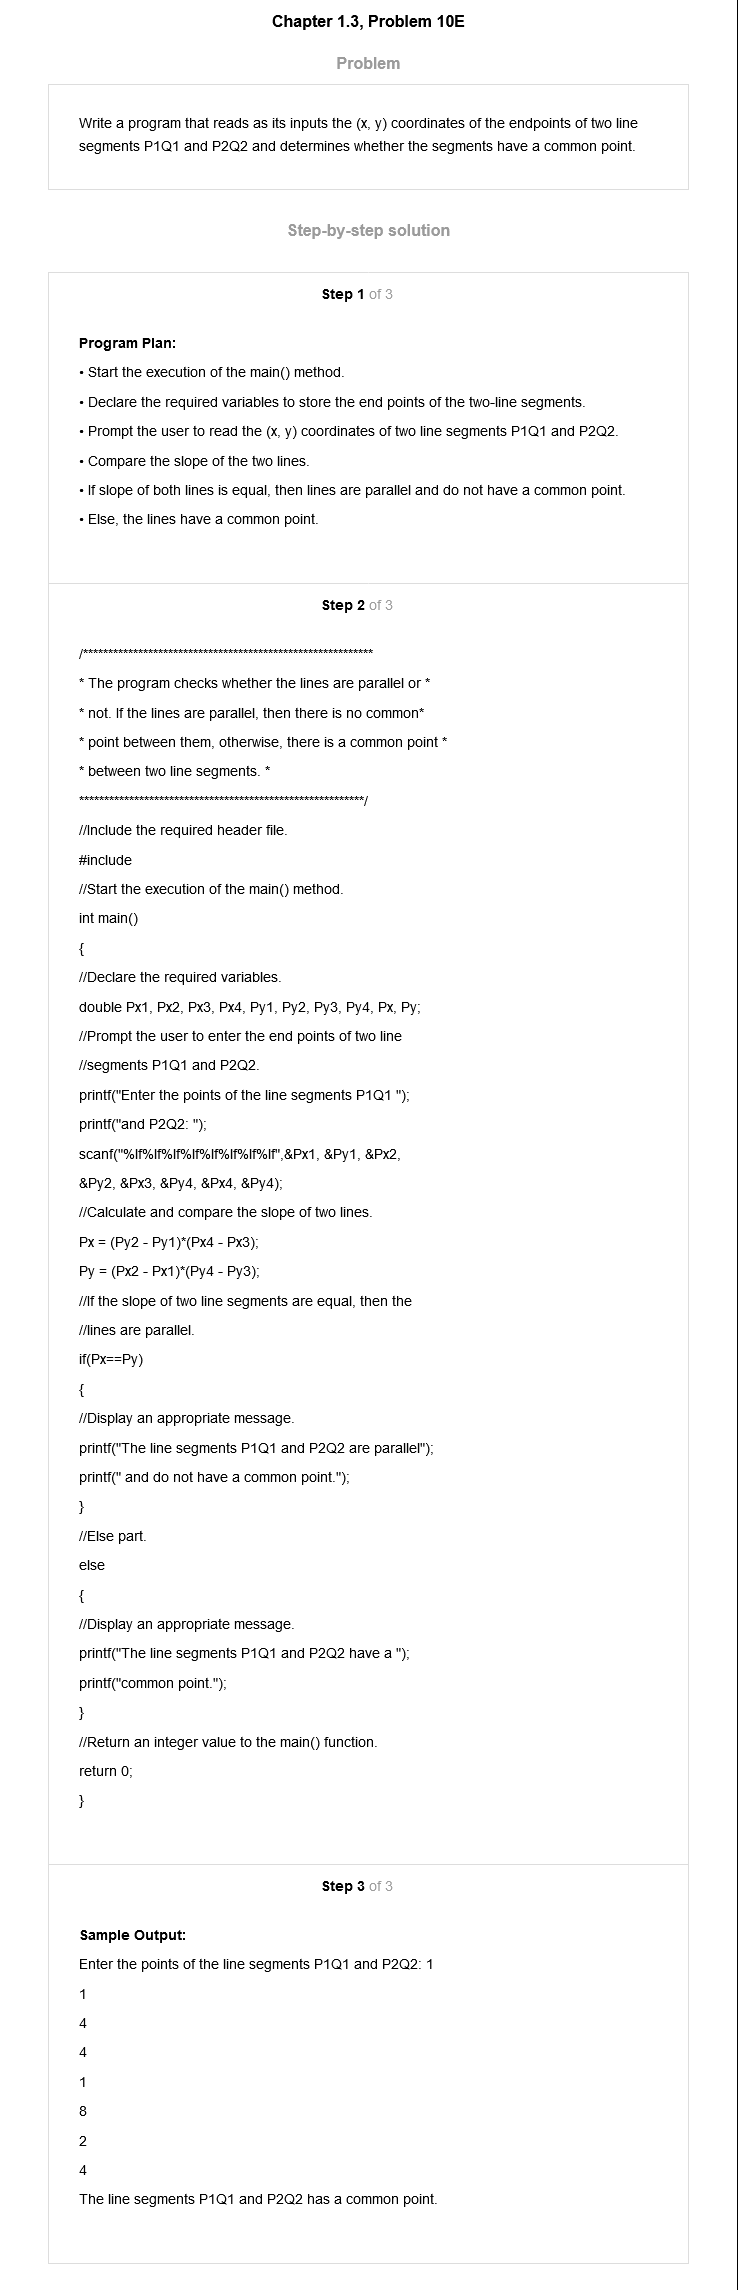 Chapter 1.3, Problem 10E
Problem
Write a program that reads as its inputs the (x, y) coordinates of the endpoints of two line
segments P1Q1 and P2Q2 and determines whether the segments have a common point.
Step-by-step solution
Step 1 of 3
Program Plan:
• Start the execution of the main() method.
• Declare the required variables to store the end points of the two-line segments.
• Prompt the user to read the (x, y) coordinates of two line segments P1Q1 and P2Q2.
• Compare the slope of the two lines.
• If slope of both lines is equal, then lines are parallel and do not have a common point.
• Else, the lines have a common point.
Step 2 of 3
/**********************************************************
* The program checks whether the lines are parallel or *
* not. If the lines are parallel, then there is no common*
* point between them, otherwise, there is a common point *
* between two line segments. *
*********************************************************/
//Include the required header file.
#include
//Start the execution of the main() method.
int main()
{
//Declare the required variables.
double Px1, Px2, Px3, Px4, Py1, Py2, Py3, Py4, Px, Py;
//Prompt the user to enter the end points of two line
//segments P1Q1 and P2Q2.
printf("Enter the points of the line segments P1Q1 ");
printf("and P2Q2: ");
scanf("%lf%lf%lf%lf%lf%lf%lf%lf",&Px1, &Py1, &Px2,
&Py2, &Px3, &Py4, &Px4, &Py4);
//Calculate and compare the slope of two lines.
Px = (Py2 - Py1)*(Px4 - Px3);
Py = (Px2 - Px1)*(Py4 - Py3);
//If the slope of two line segments are equal, then the
//lines are parallel.
if(Px==Py)
{
//Display an appropriate message.
printf("The line segments P1Q1 and P2Q2 are parallel");
printf(" and do not have a common point.");
}
//Else part.
else
{
//Display an appropriate message.
printf("The line segments P1Q1 and P2Q2 have a ");
printf("common point.");
}
//Return an integer value to the main() function.
return 0;
}
Step 3 of 3
Sample Output:
Enter the points of the line segments P1Q1 and P2Q2: 1
1
4
4
1
8
2
4
The line segments P1Q1 and P2Q2 has a common point.